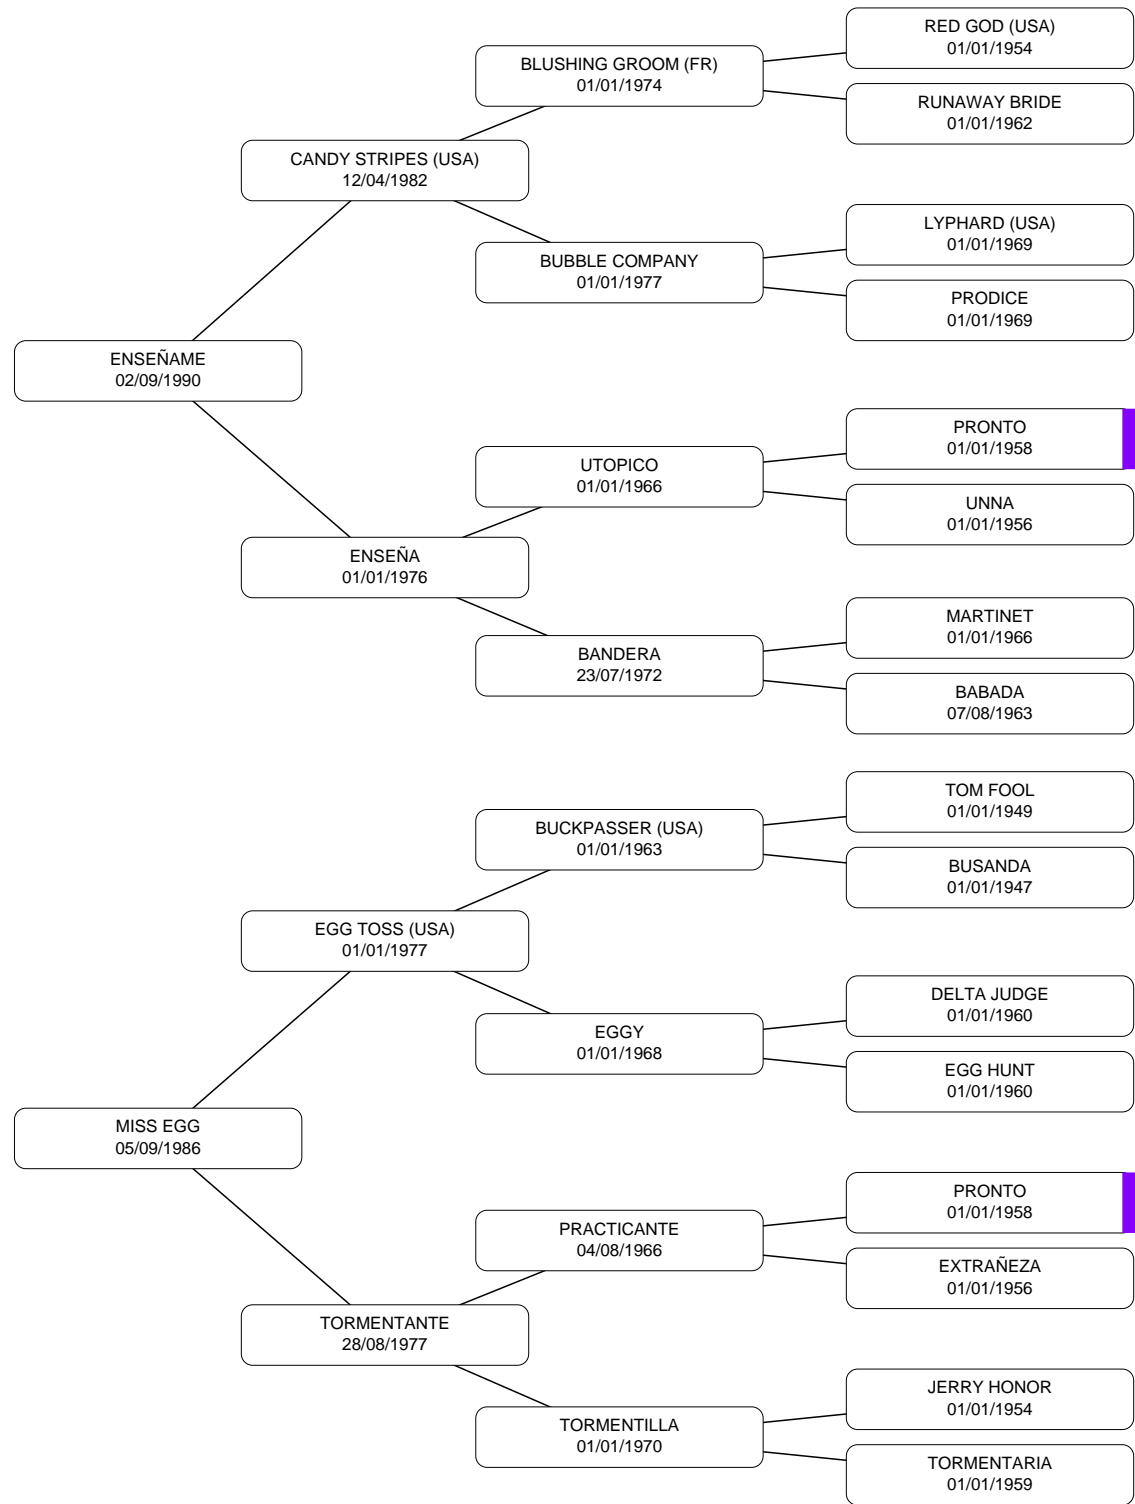 RED GOD (USA)
01/01/1954
BLUSHING GROOM (FR)
01/01/1974
RUNAWAY BRIDE
01/01/1962
CANDY STRIPES (USA)
12/04/1982
LYPHARD (USA)
01/01/1969
BUBBLE COMPANY
01/01/1977
PRODICE
01/01/1969
ENSEÑAME
02/09/1990
PRONTO
01/01/1958
UTOPICO
01/01/1966
UNNA
01/01/1956
ENSEÑA
01/01/1976
MARTINET
01/01/1966
BANDERA
23/07/1972
BABADA
07/08/1963
TOM FOOL
01/01/1949
BUCKPASSER (USA)
01/01/1963
BUSANDA
01/01/1947
EGG TOSS (USA)
01/01/1977
DELTA JUDGE
01/01/1960
EGGY
01/01/1968
EGG HUNT
01/01/1960
MISS EGG
05/09/1986
PRONTO
01/01/1958
PRACTICANTE
04/08/1966
EXTRAÑEZA
01/01/1956
TORMENTANTE
28/08/1977
JERRY HONOR
01/01/1954
TORMENTILLA
01/01/1970
TORMENTARIA
01/01/1959